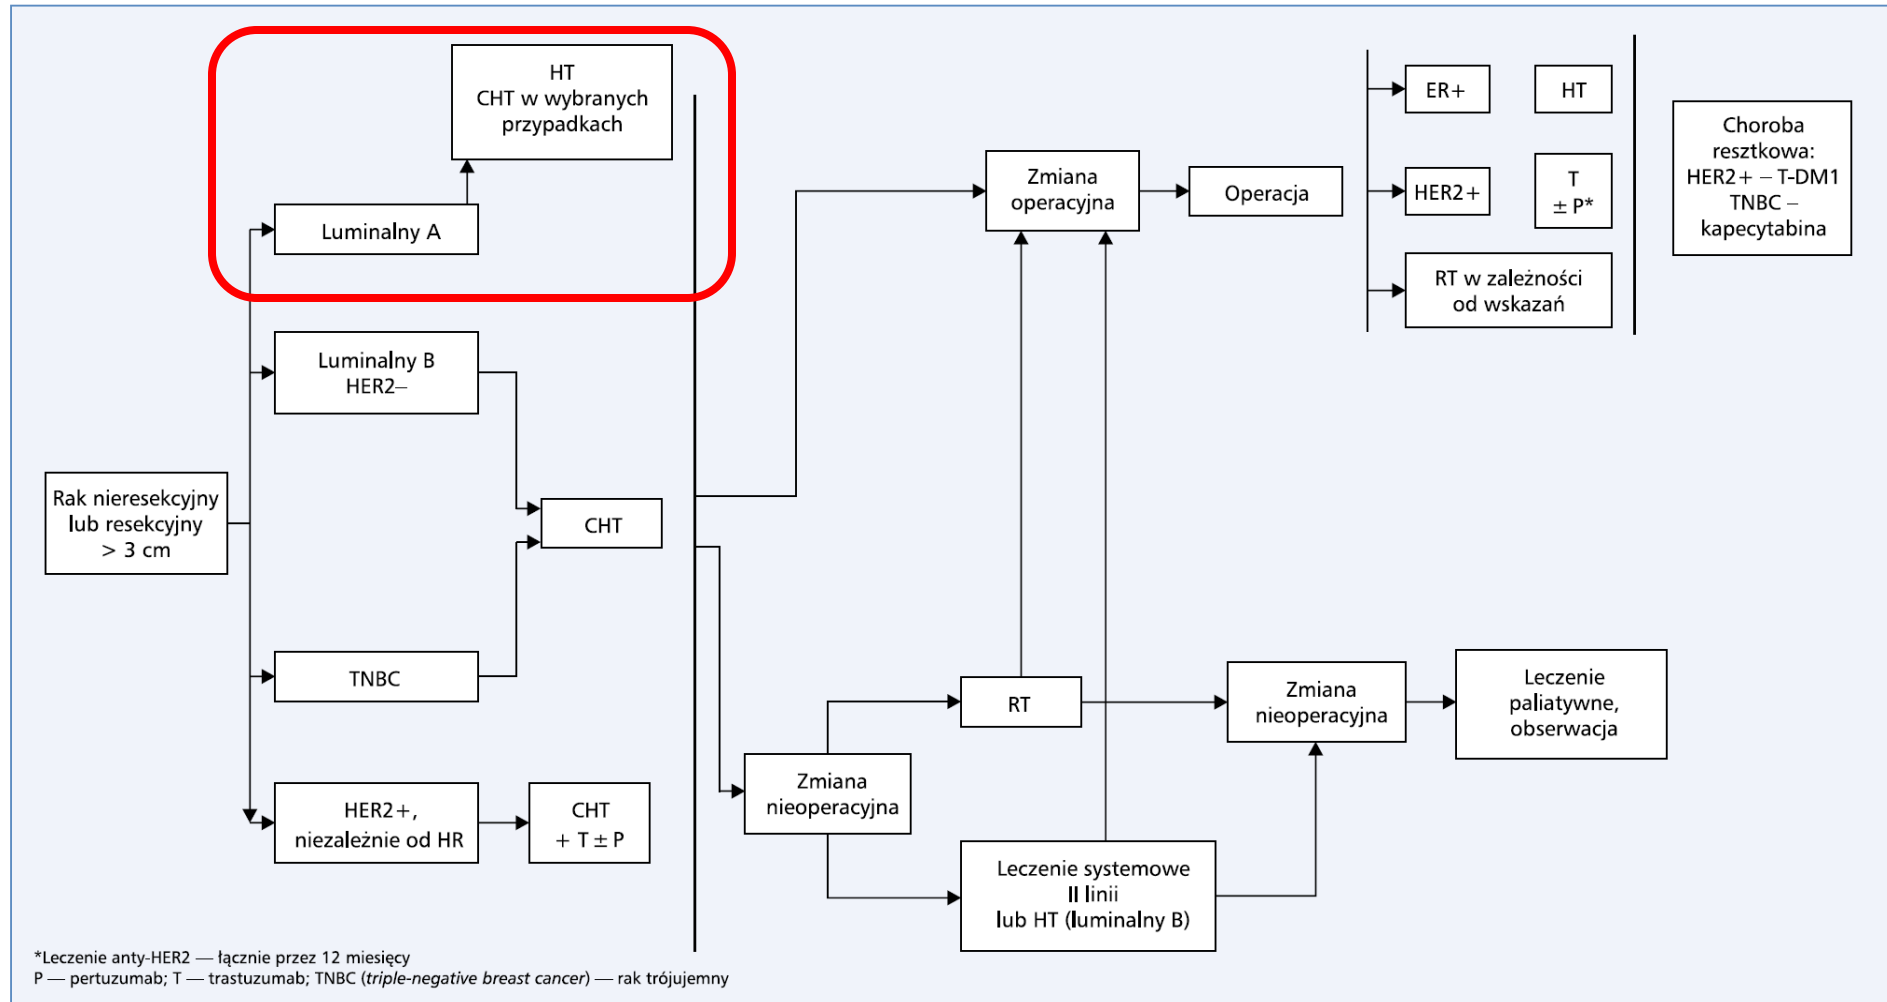 HT
CHT w wybranych
przypadkach
Luminalny A
Luminalny B
HER2–
Rak nieresekcyjny
lub resekcyjny
> 3 cm
CHT
TNBC
HER2+,
niezależnie od HR
CHT
+ T ± P
Zmiana
operacyjna
Operacja
ER+
HT
HER2+
T
± P*
RT w zależności
od wskazań
Choroba
resztkowa:
HER2+ – T-DM1
TNBC –
kapecytabina
Zmiana
nieoperacyjna
RT
Leczenie systemowe
II linii
lub HT (luminalny B)
Zmiana
nieoperacyjna
Leczenie
paliatywne,
obserwacja
*Leczenie anty-HER2 — łącznie przez 12 miesięcy
P — pertuzumab; T — trastuzumab; TNBC (triple-negative breast cancer) — rak trójujemny